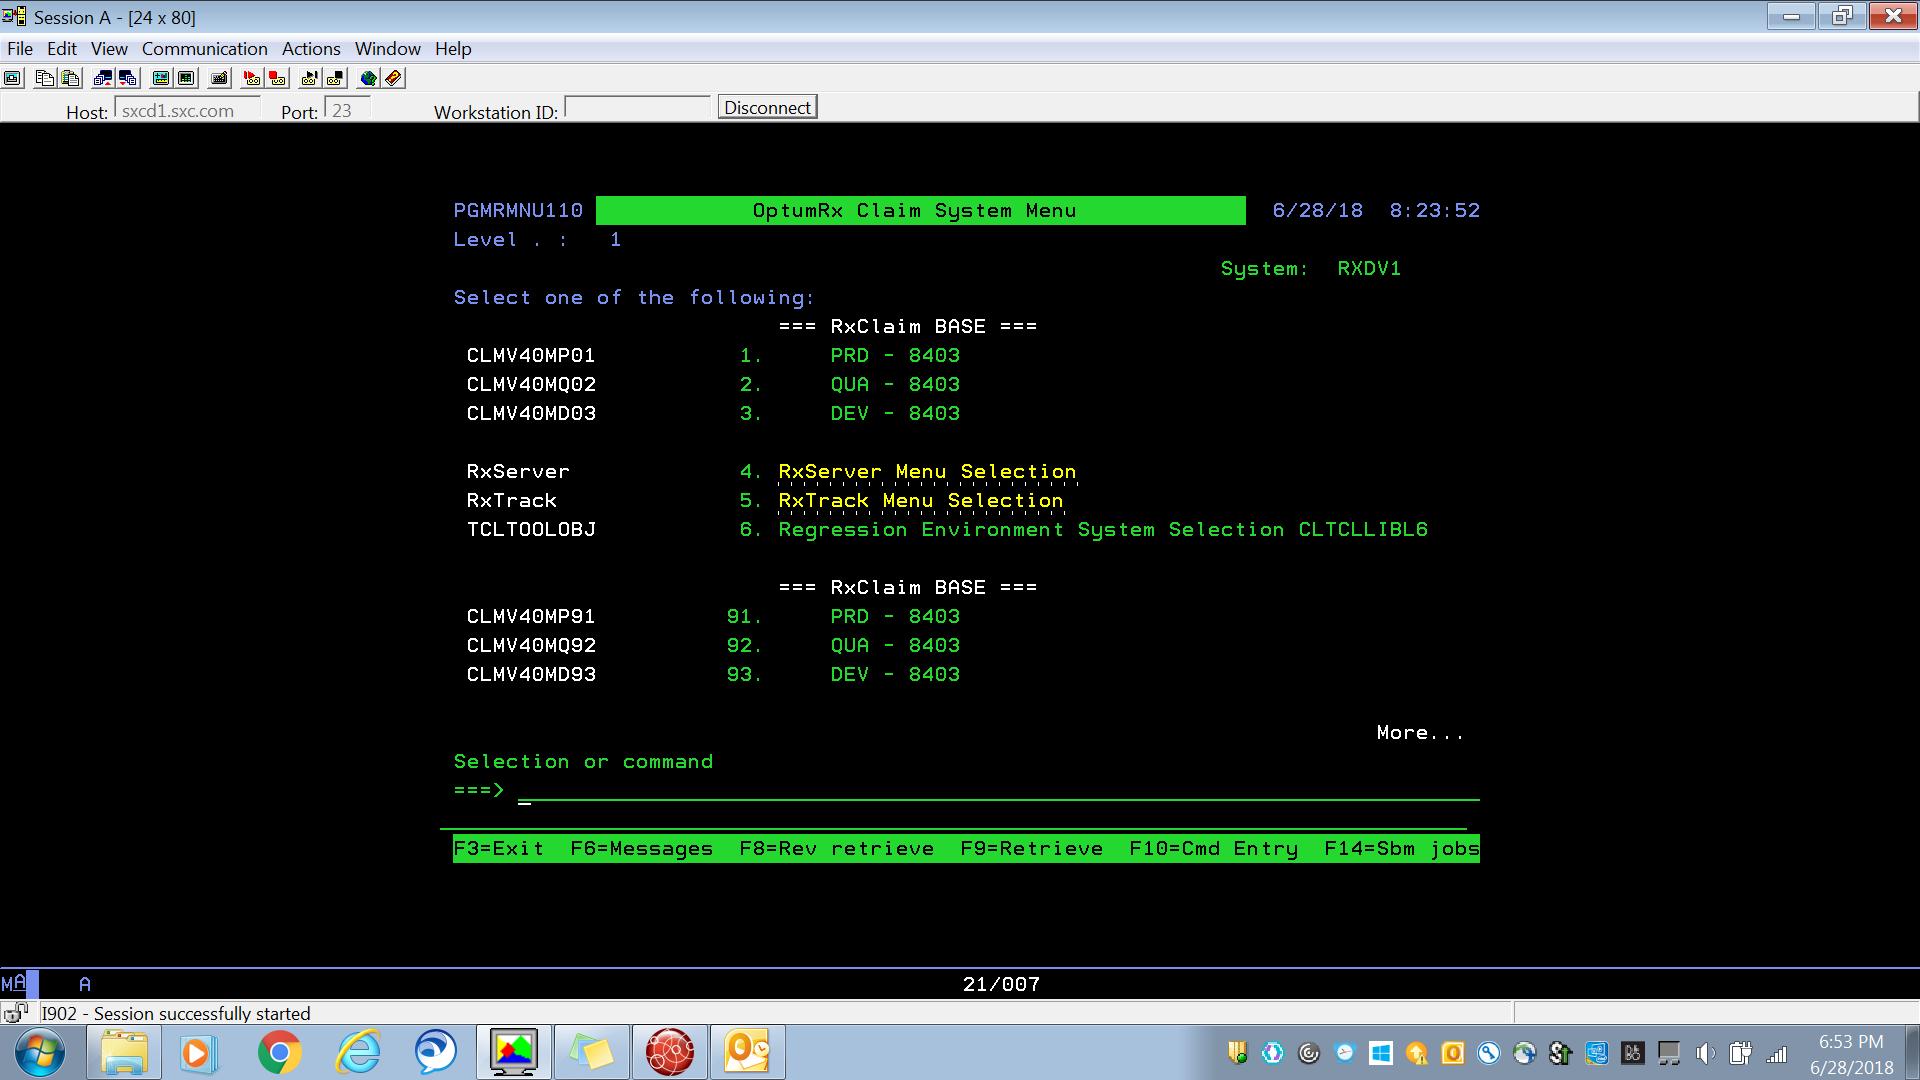 Session A - [24 x 80]
File Edit View Communication Actions Window Help
Host: sxcd1.sxc.com Port: 23 Workstation ID: Disconnect
PGMRMNU110 OptumRx Claim System Menu 6/28/18 8:23:52
Level . : 1
System: RXDV1
Select one of the following:
=== RxClaim BASE ===
CLMV40MP01 1. PRD - 8403
CLMV40MQ02 2. QUA - 8403
CLMV40MD03 3. DEV - 8403
RxServer 4. RxServer Menu Selection
RxTrack 5. RxTrack Menu Selection
TCLTOOLOBJ 6. Regression Environment System Selection CLTCLLIBL6
=== RxClaim BASE ===
CLMV40MP91 91. PRD - 8403
CLMV40MQ92 92. QUA - 8403
CLMV40MD93 93. DEV - 8403
More...
Selection or command
===>
F3=Exit F6=Messages F8=Rev retrieve F9=Retrieve F10=Cmd Entry F14=Sbm jobs
MA A 21/007
I902 - Session successfully started
6:53 PM
6/28/2018